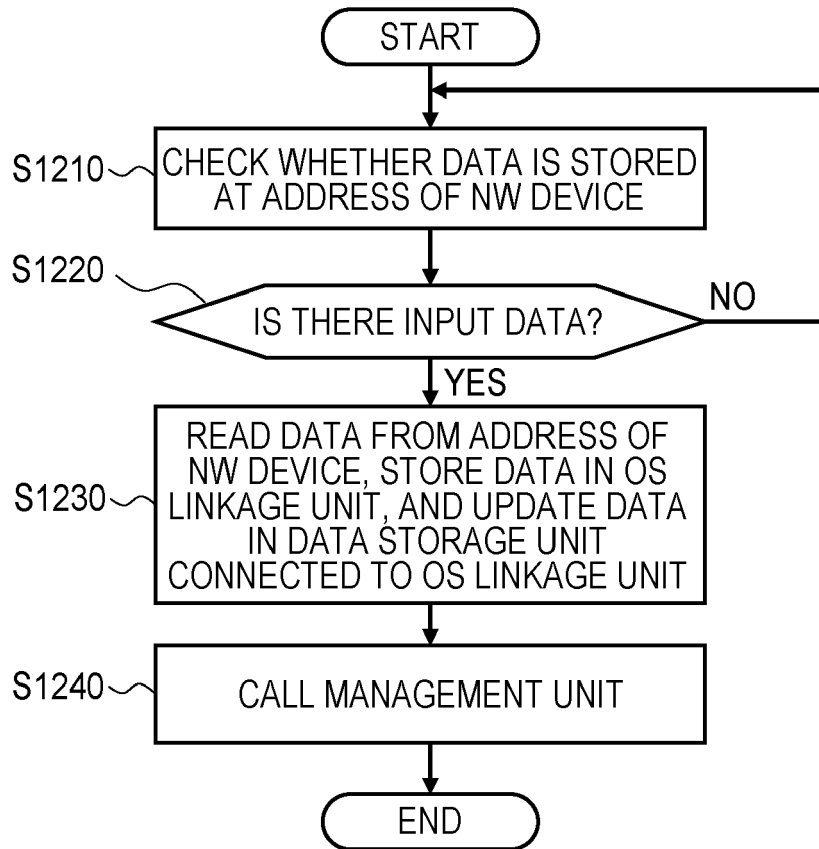 START
S1210
CHECK WHETHER DATA IS STORED
AT ADDRESS OF NW DEVICE
S1220
IS THERE INPUT DATA?
NO
YES
S1230
READ DATA FROM ADDRESS OF
NW DEVICE, STORE DATA IN OS
LINKAGE UNIT, AND UPDATE DATA
IN DATA STORAGE UNIT
CONNECTED TO OS LINKAGE UNIT
S1240
CALL MANAGEMENT UNIT
END